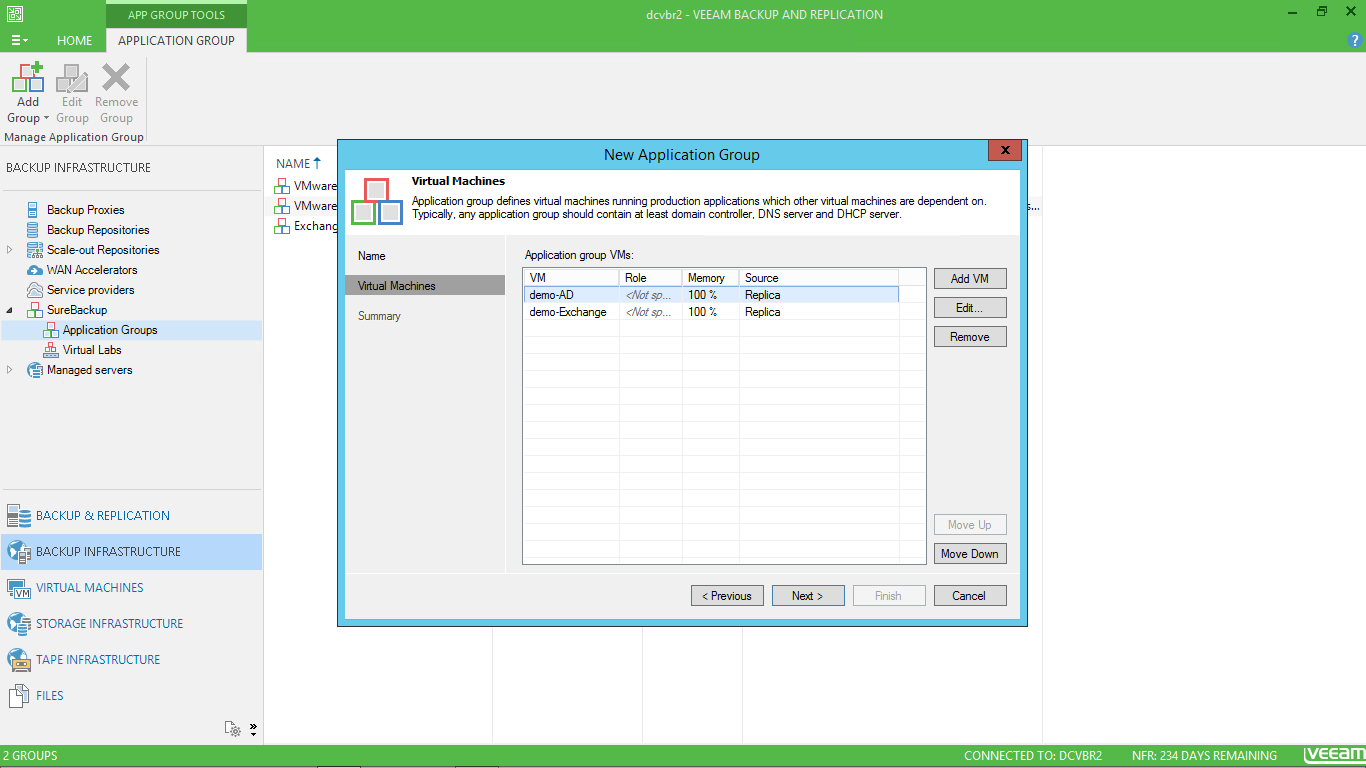 APP GROUP TOOLS
dcvbr2 - VEEAM BACKUP AND REPLICATION
HOME
APPLICATION GROUP
?
Add Group
Edit Group
Remove Group
Manage Application Group
BACKUP INFRASTRUCTURE
Backup Proxies
Backup Repositories
Scale-out Repositories
WAN Accelerators
Service providers
SureBackup
Application Groups
Virtual Labs
Managed servers
BACKUP & REPLICATION
BACKUP INFRASTRUCTURE
VIRTUAL MACHINES
STORAGE INFRASTRUCTURE
TAPE INFRASTRUCTURE
FILES
NAME
VMware
VMware
s...
Exchang
New Application Group
x
Virtual Machines
Application group defines virtual machines running production applications which other virtual machines are dependent on.
Typically, any application group should contain at least domain controller, DNS server and DHCP server.
Name
Virtual Machines
Summary
Application group VMs:
VM Role Memory Source
demo-AD <Not sp... 100 % Replica
demo-Exchange <Not sp... 100 % Replica
Add VM
Edit...
Remove
Move Up
Move Down
< Previous
Next >
Finish
Cancel
2 GROUPS
CONNECTED TO: DCVBR2
NFR: 234 DAYS REMAINING
veeam